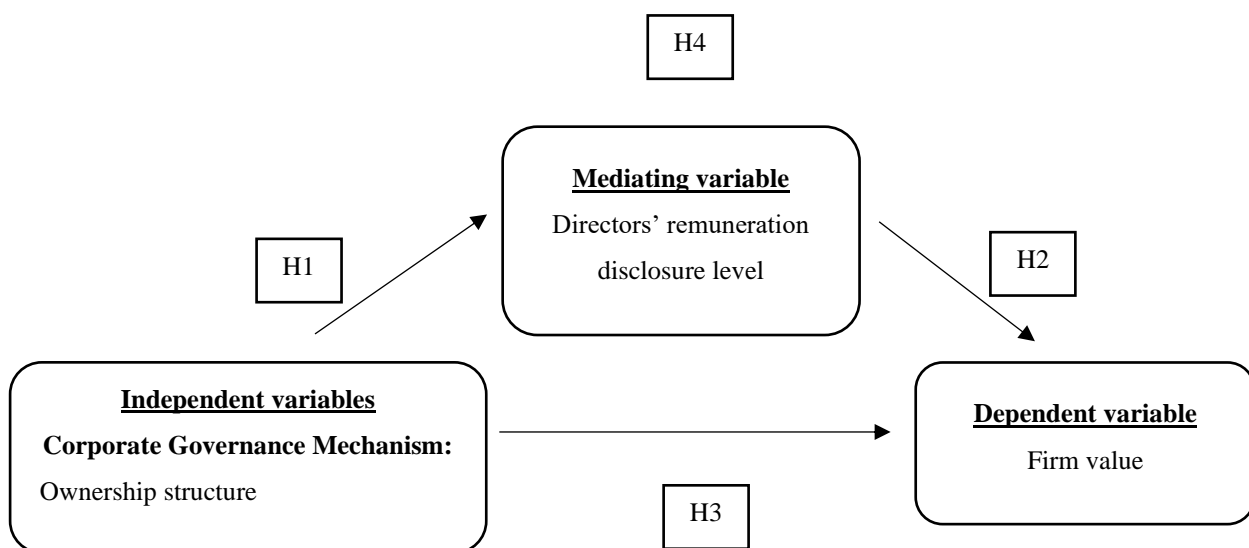 H4
Mediating variable
Directors’ remuneration
disclosure level
H1
H2
Independent variables
Corporate Governance Mechanism:
Ownership structure
Dependent variable
Firm value
H3